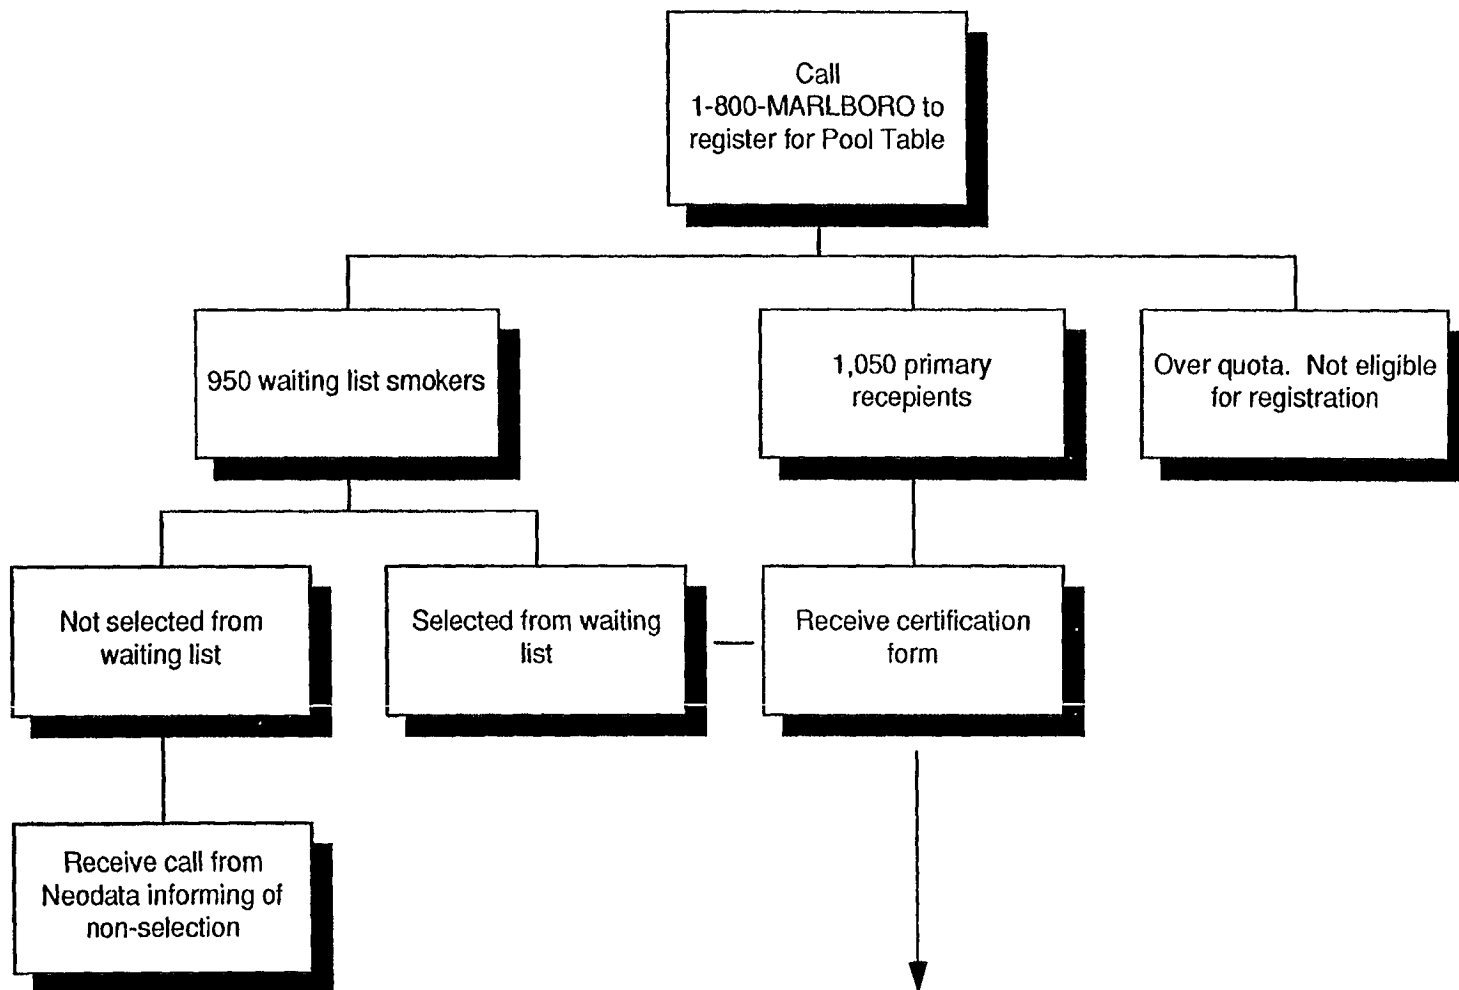 Call
1-800-MARLBORO to
register for Pool Table
950 waiting list smokers
1,050 primary
recepients
Over quota. Not eligible
for registration
Not selected from
waiting list
Selected from waiting
list
Receive certification
form
Receive call from
Neodata informing of
non-selection